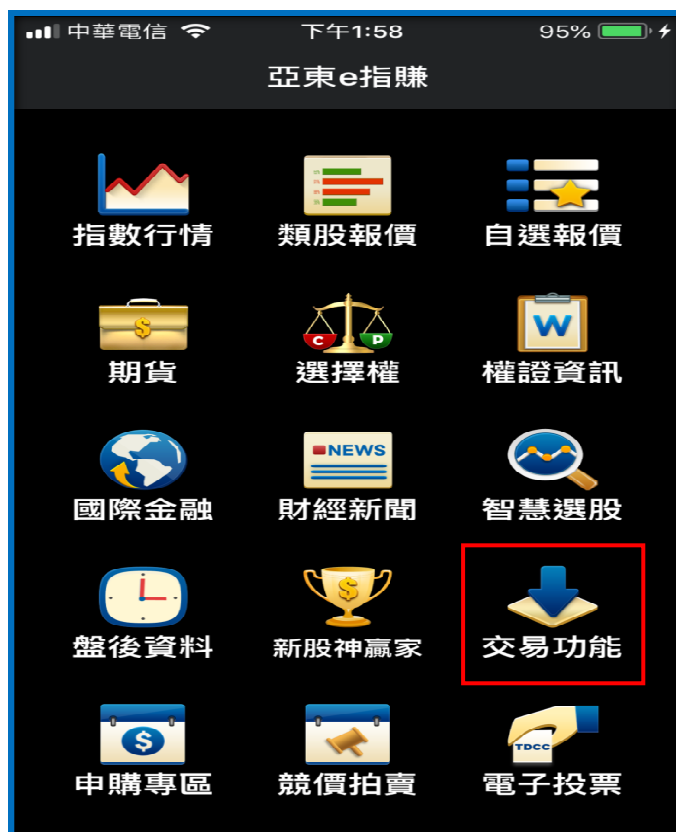 中華電信 下午1:58 95%
亞東e指賺
指數行情 類股報價 自選報價
$ C P W
期貨 選擇權 權證資訊
NEWS
國際金融 財經新聞 智慧選股
$
盤後資料 新股神贏家 交易功能
$ TDCC
申購專區 競價拍賣 電子投票